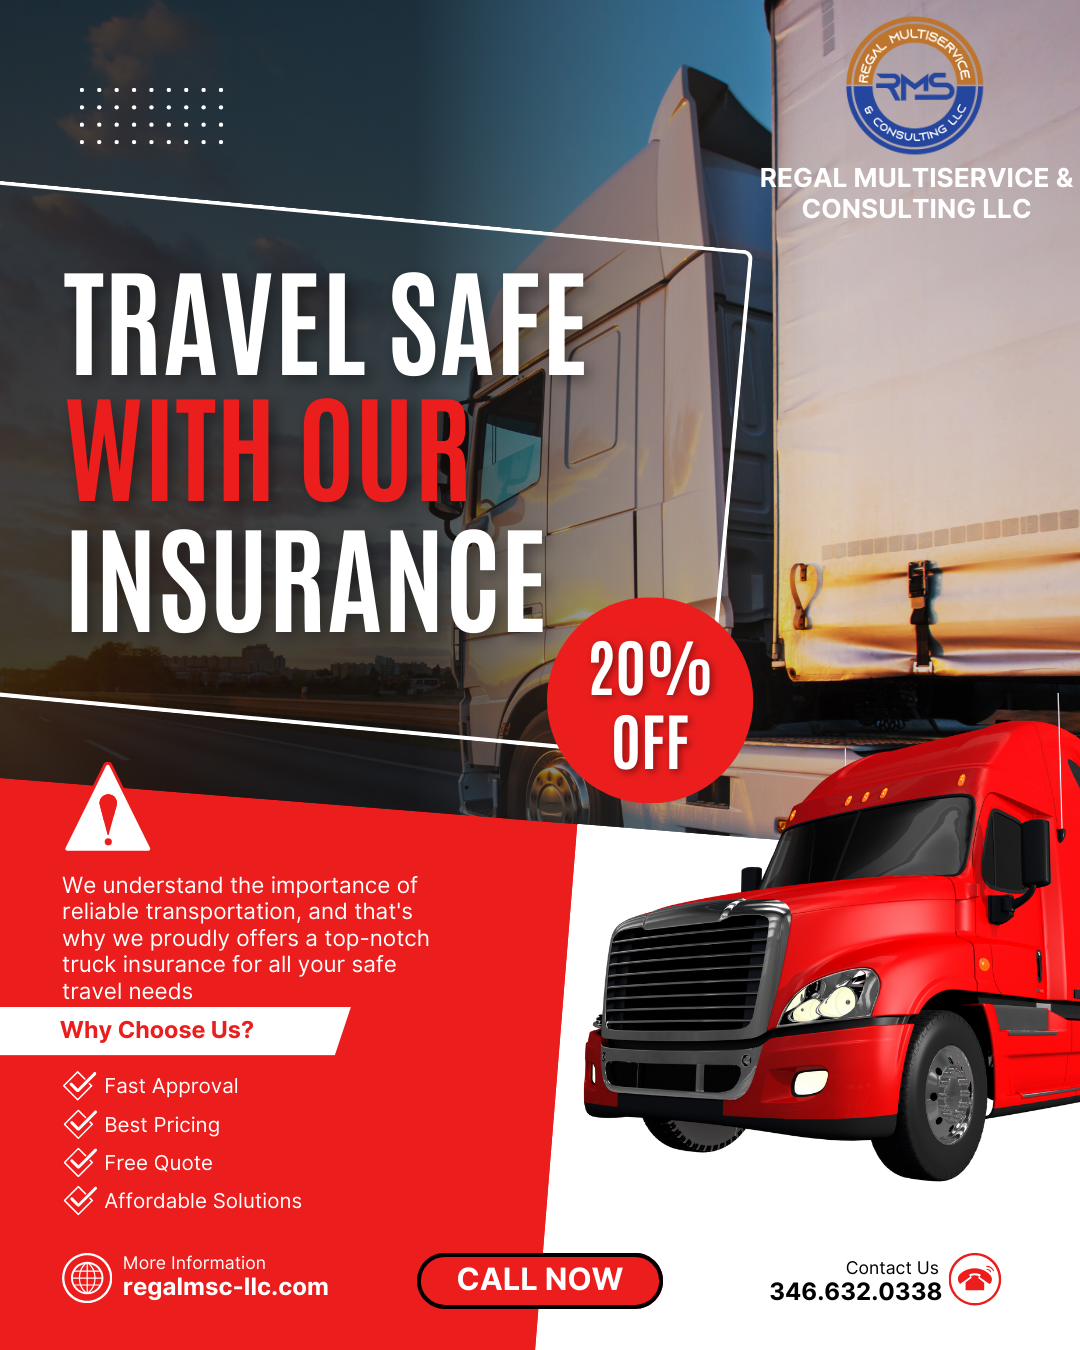 REGAL MULTISERVICE
RMS
& CONSULTING LLC
REGAL MULTISERVICE &
CONSULTING LLC
TRAVEL SAFE
WITH OUR
INSURANCE
20%
OFF
We understand the importance of
reliable transportation, and that's
why we proudly offers a top-notch
truck insurance for all your safe
travel needs
Why Choose Us?
Fast Approval
Best Pricing
Free Quote
Affordable Solutions
More Information
regalmsc-llc.com
CALL NOW
Contact Us
346.632.0338